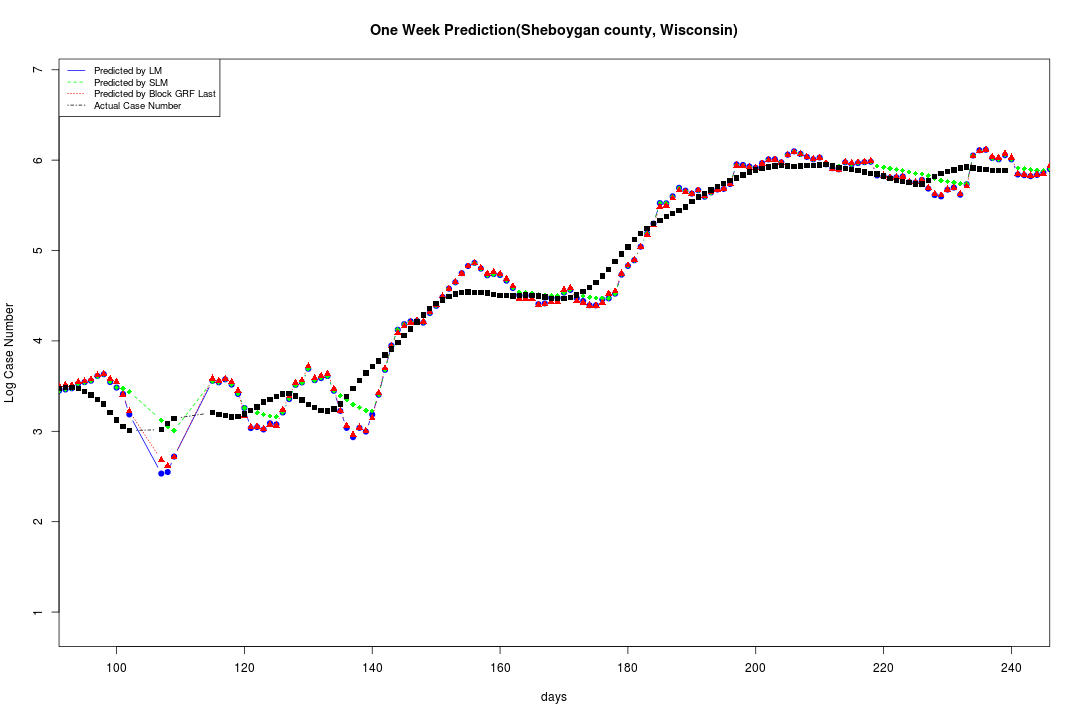 One Week Prediction(Sheboygan county, Wisconsin)
Predicted by LM
Predicted by SLM
Predicted by Block GRF Last
Actual Case Number
7
6
5
4
3
2
1
Log Case Number
100 120 140 160 180 200 220 240
days